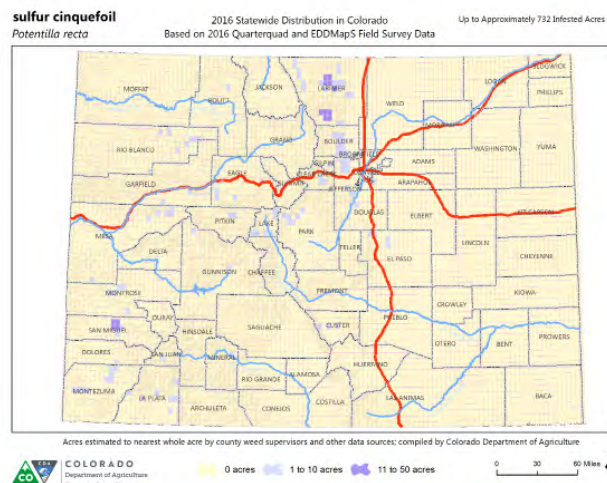 sulfur cinquefoil
Potentilla recta
2016 Statewide Distribution in Colorado
Based on 2016 Quarterquad and EDDMapS Field Survey Data
Up to Approximately 732 Infested Acres
SEDGWICK
LOGAN
MOFFAT
JACKSON
LARIMER
PHILLIPS
ROUTT
WELD
MORGAN
GRAND
BOULDER
WASHINGTON
YUMA
RIO BLANCO
BROOMFIELD
ADAMS
GILPIN
CLEAR CREEK
EAGLE
GARFIELD
SUMMIT
JEFFERSON
ARAPAHOE
DOUGLAS
ELBERT
KIT CARSON
PITKIN
LAKE
PARK
MESA
LINCOLN
TELLER
DELTA
EL PASO
CHEYENNE
GUNNISON
CHAFFEE
FREMONT
KIOWA
MONTROSE
CROWLEY
PUEBLO
OURAY
CUSTER
SAN MIGUEL
SAGUACHE
HINSDALE
OTERO
BENT
PROWERS
DOLORES
SAN JUAN
MINERAL
HUERFANO
RIO GRANDE
ALAMOSA
MONTEZUMA
LA PLATA
COSTILLA
LAS ANIMAS
BACA
ARCHULETA
CONEJOS
Acres estimated to nearest whole acre by county weed supervisors and other data sources; compiled by Colorado Department of Agriculture
CO
CDA
COLORADO
Department of Agriculture
0 acres
1 to 10 acres
11 to 50 acres
0 30 60 Miles